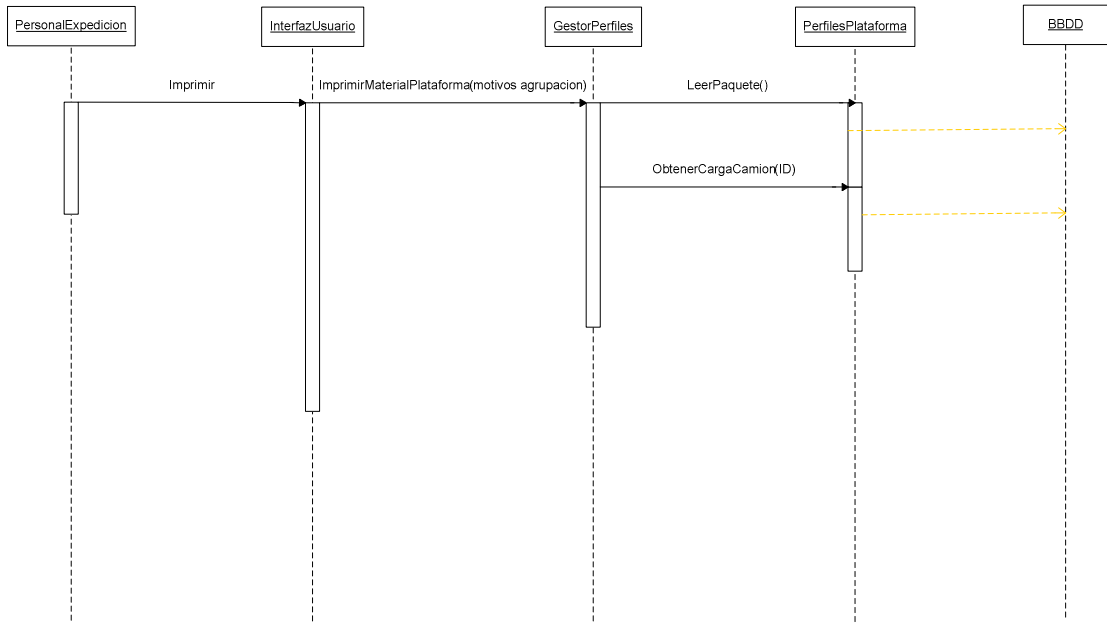 PersonalExpedicion
InterfazUsuario
GestorPerfiles
PerfilesPlataforma
BBDD
Imprimir
ImprimirMaterialPlataforma(motivos agrupacion)
LeerPaquete()
ObtenerCargaCamion(ID)